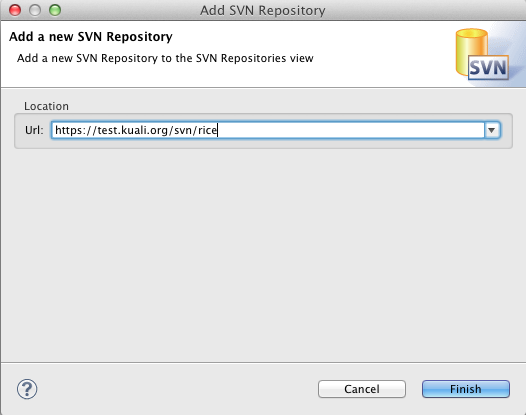 Add SVN Repository
Add a new SVN Repository
Add a new SVN Repository to the SVN Repositories view
SVN
Location
Url: https://test.kuali.org/svn/rice
?
Cancel Finish